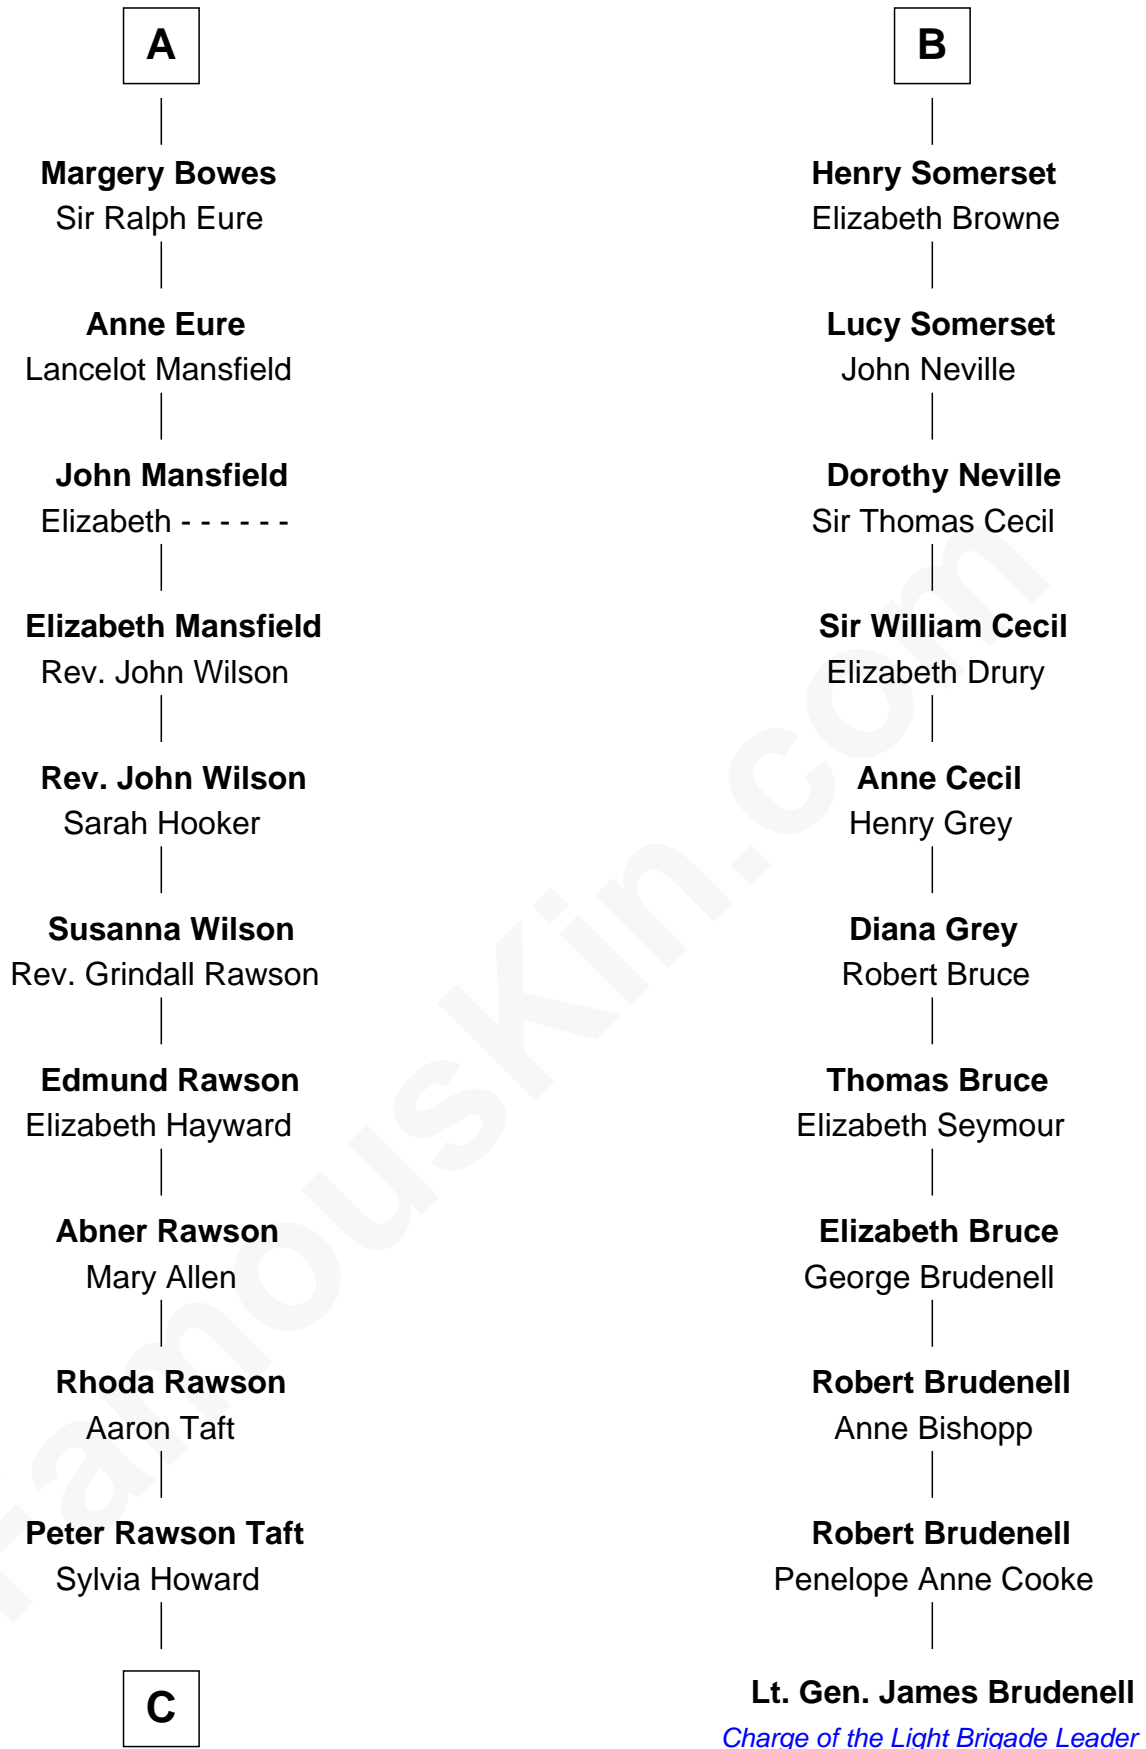 A
Margery Bowes
Sir Ralph Eure
Anne Eure
Lancelot Mansfield
John Mansfield
Elizabeth - - - - - -
Elizabeth Mansfield
Rev. John Wilson
Rev. John Wilson
Sarah Hooker
Susanna Wilson
Rev. Grindall Rawson
Edmund Rawson
Elizabeth Hayward
Abner Rawson
Mary Allen
Rhoda Rawson
Aaron Taft
Peter Rawson Taft
Sylvia Howard
C
B
Henry Somerset
Elizabeth Browne
Lucy Somerset
John Neville
Dorothy Neville
Sir Thomas Cecil
Sir William Cecil
Elizabeth Drury
Anne Cecil
Henry Grey
Diana Grey
Robert Bruce
Thomas Bruce
Elizabeth Seymour
Elizabeth Bruce
George Brudenell
Robert Brudenell
Anne Bishopp
Robert Brudenell
Penelope Anne Cooke
Lt. Gen. James Brudenell
Charge of the Light Brigade Leader
FamousKin.com